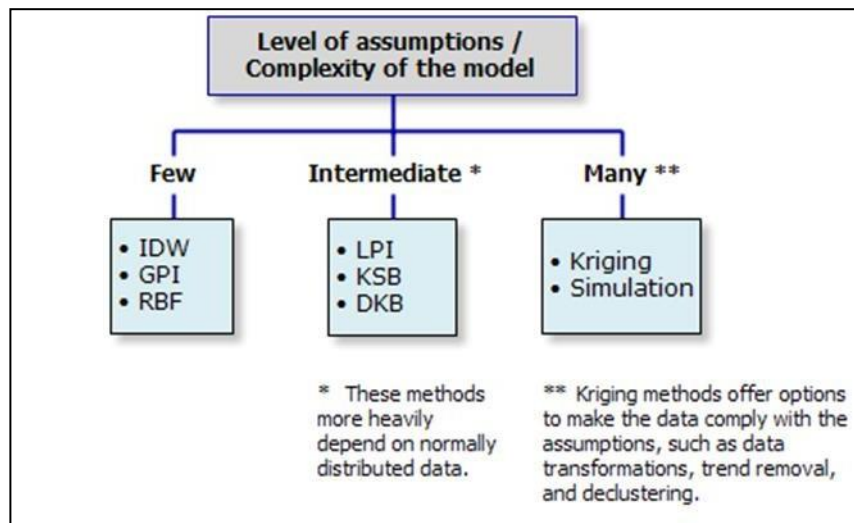 Level of assumptions /
Complexity of the model
Few
Intermediate *
Many **
• IDW
• GPI
• RBF
• LPI
• KSB
• DKB
• Kriging
• Simulation
* These methods
more heavily
depend on normally
distributed data.
** Kriging methods offer options
to make the data comply with the
assumptions, such as data
transformations, trend removal,
and declustering.